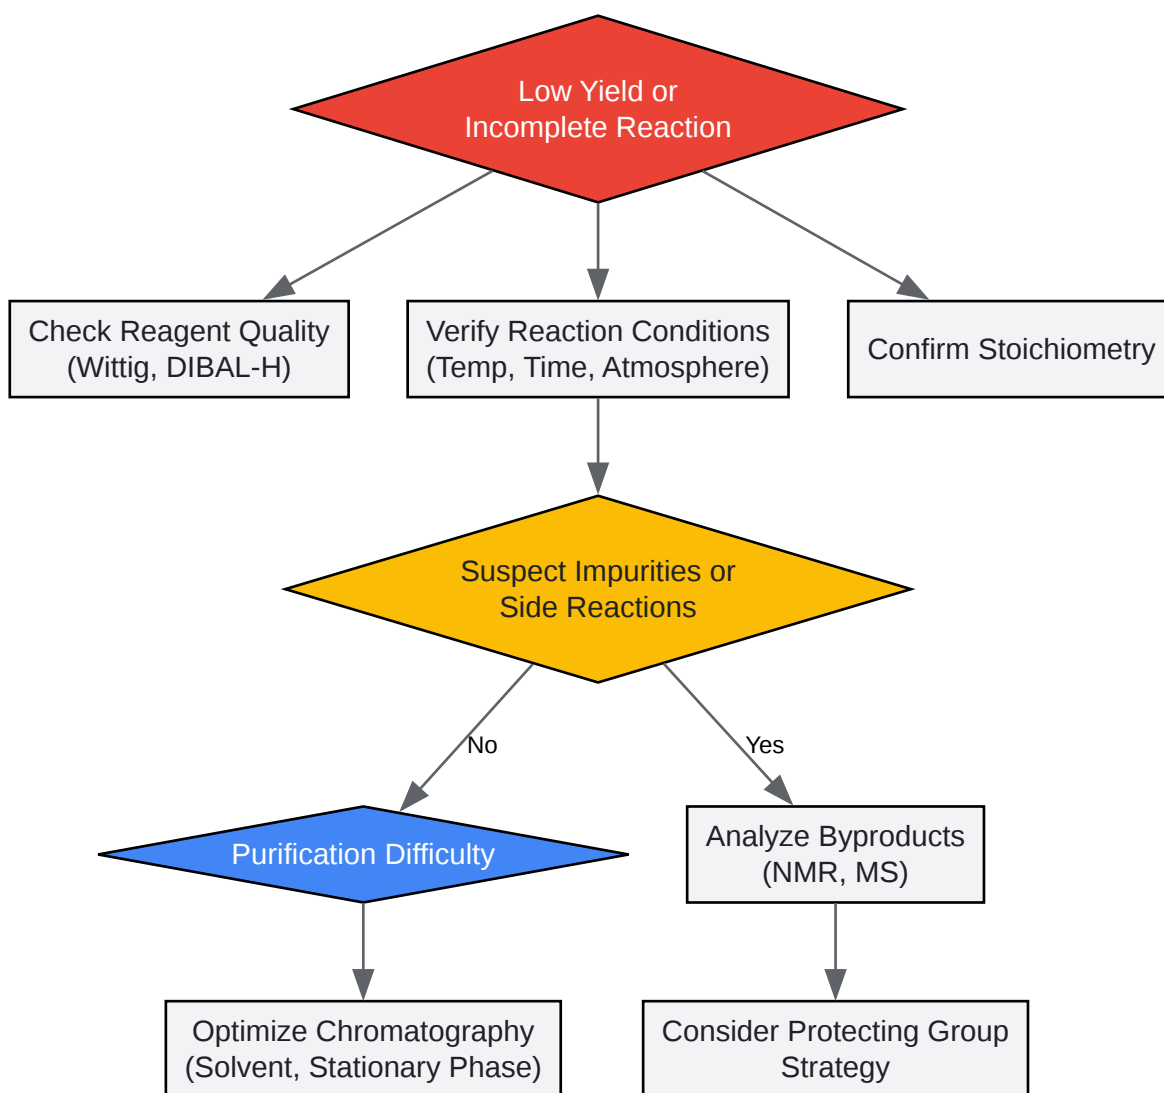 Low Yield or
Incomplete Reaction
Check Reagent Quality
(Wittig, DIBAL-H)
Verify Reaction Conditions
(Temp, Time, Atmosphere)
Confirm Stoichiometry
Suspect Impurities or
Side Reactions
No
Yes
Purification Difficulty
Analyze Byproducts
(NMR, MS)
Optimize Chromatography
(Solvent, Stationary Phase)
Consider Protecting Group
Strategy